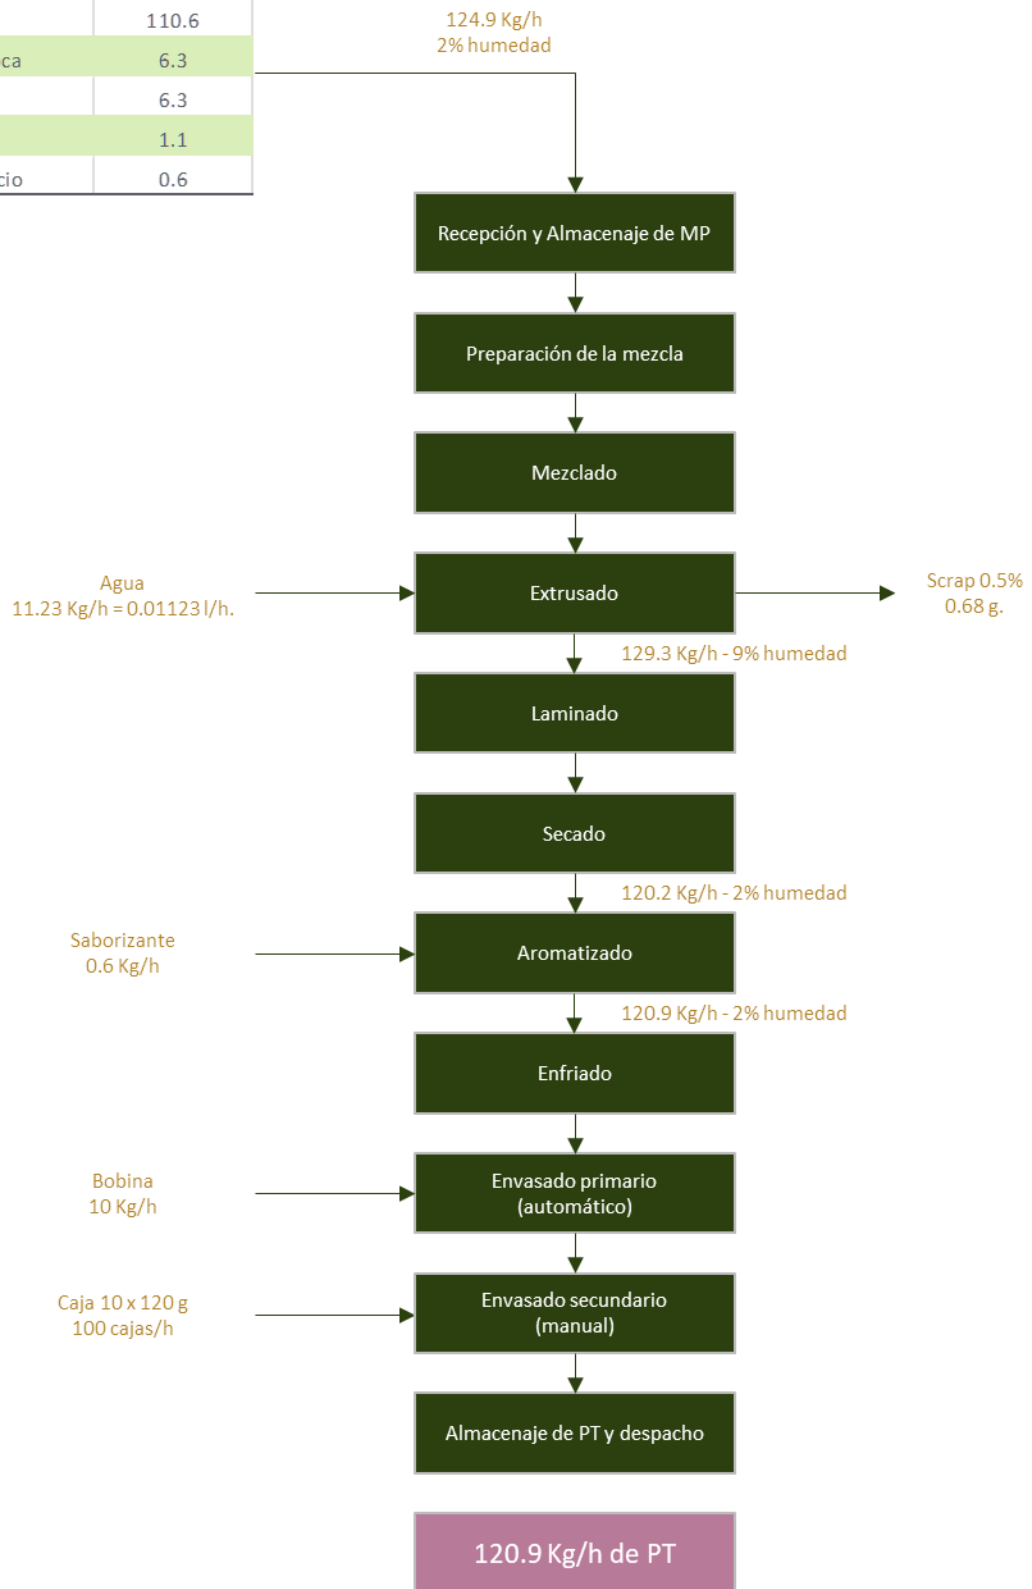 110.6
6.3
6.3
1.1
0.6
124.9 Kg/h
2% humedad
Recepción y Almacenaje de MP
Preparación de la mezcla
Mezclado
Agua
11.23 Kg/h = 0.01123 l/h.
Extrusado
Scrap 0.5%
0.68 g.
129.3 Kg/h - 9% humedad
Laminado
Secado
120.2 Kg/h - 2% humedad
Saborizante
0.6 Kg/h
Aromatizado
120.9 Kg/h - 2% humedad
Enfriado
Bobina
10 Kg/h
Envasado primario
(automático)
Caja 10 x 120 g
100 cajas/h
Envasado secundario
(manual)
Almacenaje de PT y despacho
120.9 Kg/h de PT